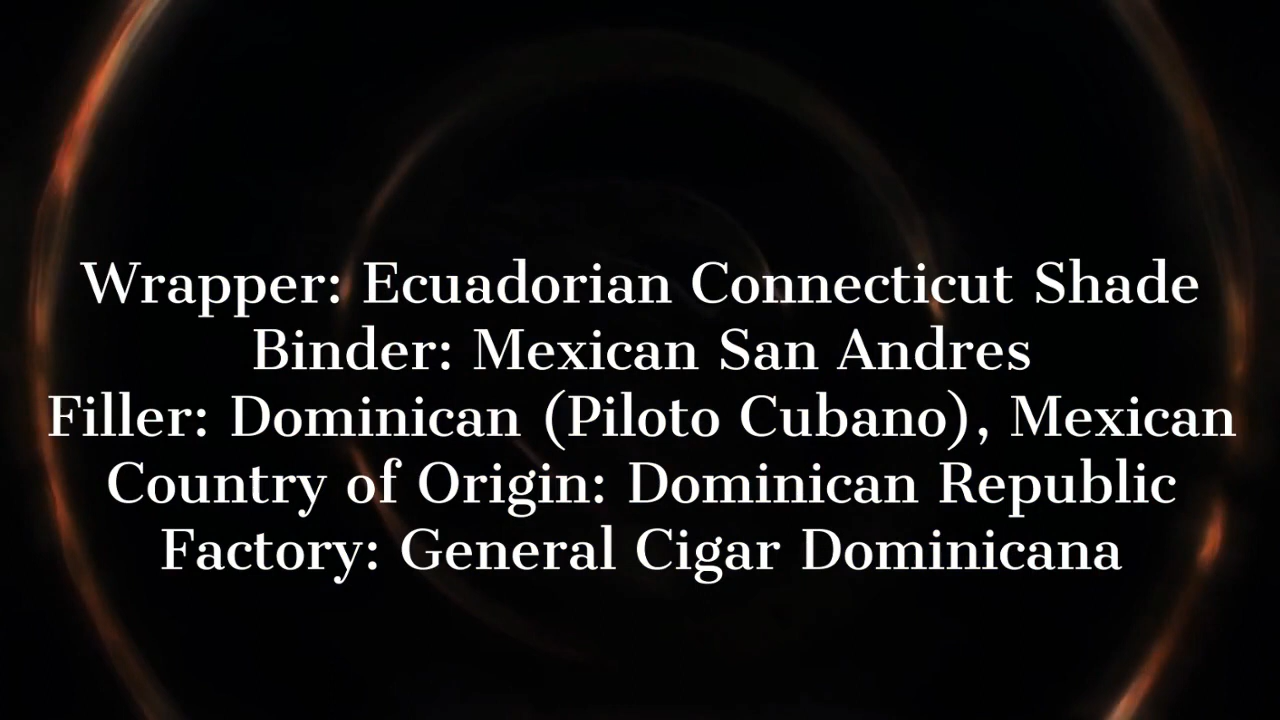 Wrapper: Ecuadorian Connecticut Shade
Binder: Mexican San Andres
Filler: Dominican (Piloto Cubano), Mexican
Country of Origin: Dominican Republic
Factory: General Cigar Dominicana